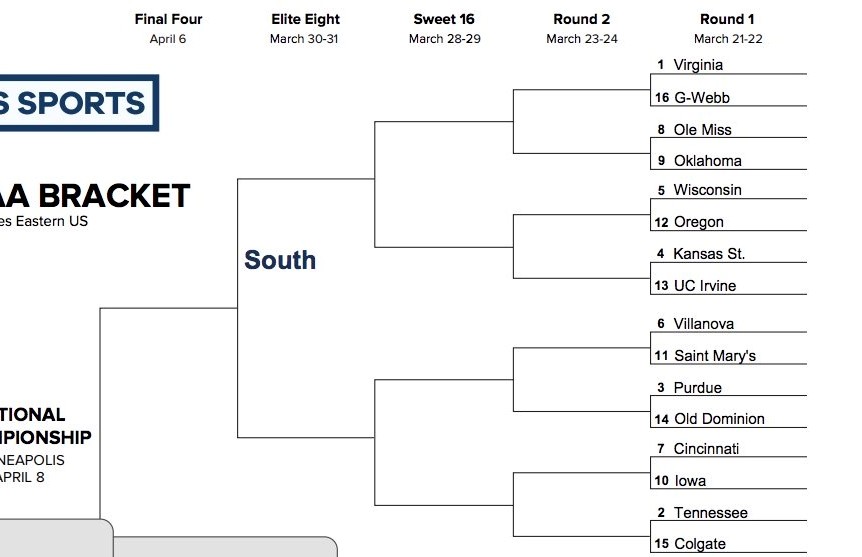 Final Four Elite Eight Sweet 16 Round 2 Round 1
April 6 March 30-31 March 28-29 March 23-24 March 21-22
S SPORTS
AA BRACKET
es Eastern US
South
TIONAL
IPIONSHIP
NEAPOLIS
APRIL 8
1 Virginia
16 G-Webb
8 Ole Miss
9 Oklahoma
5 Wisconsin
12 Oregon
4 Kansas St.
13 UC Irvine
6 Villanova
11 Saint Mary's
3 Purdue
14 Old Dominion
7 Cincinnati
10 Iowa
2 Tennessee
15 Colgate